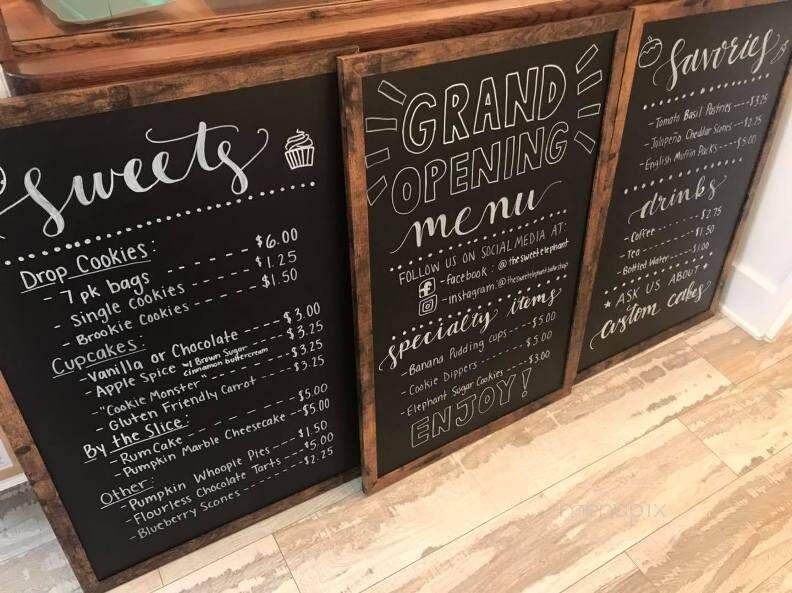 Sweets
Drop Cookies:
- 7 pk bags ----- $6.00
- Single cookies ---- $1.25
- Brookie Cookies ---- $1.50
Cupcakes:
- Vanilla or Chocolate ---- $3.00
- Apple Spice w/ Brown Sugar cinnamon buttercream -- $3.25
- "Cookie Monster" ---- $3.25
- Gluten Friendly Carrot - $3.25
By the Slice:
- Rum Cake ------ $5.00
- Pumpkin Marble Cheesecake -- $5.00
Other:
- Pumpkin Whoopie Pies --- $1.50
- Flourless Chocolate Tarts --- $5.00
- Blueberry Scones ---- $2.25
GRAND
OPENING
menu
FOLLOW US ON SOCIAL MEDIA AT:
- facebook: @thesweetelephant
- instagram: @thesweetelephantbakeshop
specialty items
- Banana Pudding cups --- $5.00
- Cookie Dippers ---- $5.00
- Elephant Sugar Cookies --- $3.00
ENJOY!
Savories
- Tomato Basil Pastries ---- $3.25
- Jalapeño Cheddar Scones -- $2.25
- English Muffin Pack's ---- $5.00
drinks
- Coffee ---- $2.75
- Tea ---- $1.50
- Bottled Water ---- $1.00
★ ASK US ABOUT ★
custom cakes
menupix